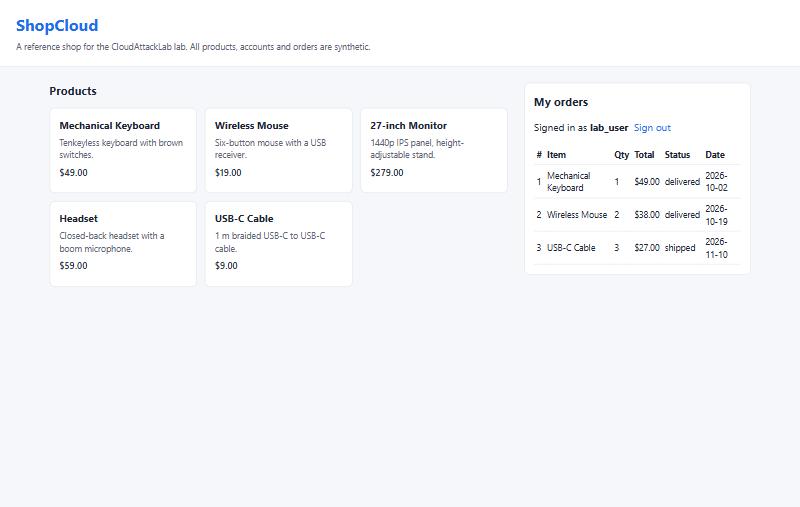 ShopCloud
A reference shop for the CloudAttackLab lab. All products, accounts and orders are synthetic.
Products
Mechanical Keyboard
Tenkeyless keyboard with brown
switches.
$49.00
Wireless Mouse
Six-button mouse with a USB
receiver.
$19.00
27-inch Monitor
1440p IPS panel, height-
adjustable stand.
$279.00
Headset
Closed-back headset with a
boom microphone.
$59.00
USB-C Cable
1 m braided USB-C to USB-C
cable.
$9.00
My orders
Signed in as lab_user Sign out
# Item Qty Total Status Date
1 Mechanical Keyboard 1 $49.00 delivered 2026-10-02
2 Wireless Mouse 2 $38.00 delivered 2026-10-19
3 USB-C Cable 3 $27.00 shipped 2026-11-10